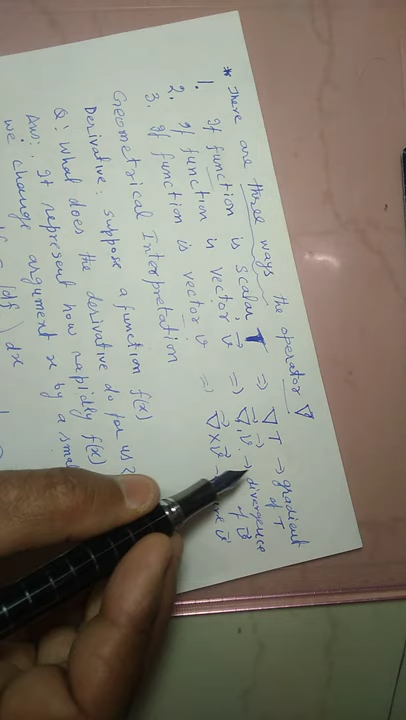 * There are three ways the operator ∇
1. If function is scalar T ⇒ ∇T → gradient of T
2. If function is vector v⃗ ⇒ ∇⃗.v⃗ → divergence of v⃗
3. If function is vector v⃗ ⇒ ∇⃗×v⃗ → v⃗
Geometrical Interpretation
Derivative: suppose a function f(x)
Q: What does the derivative do for us?
Ans: It represent how rapidly f(x)
we change argument x by a small
(df) dx